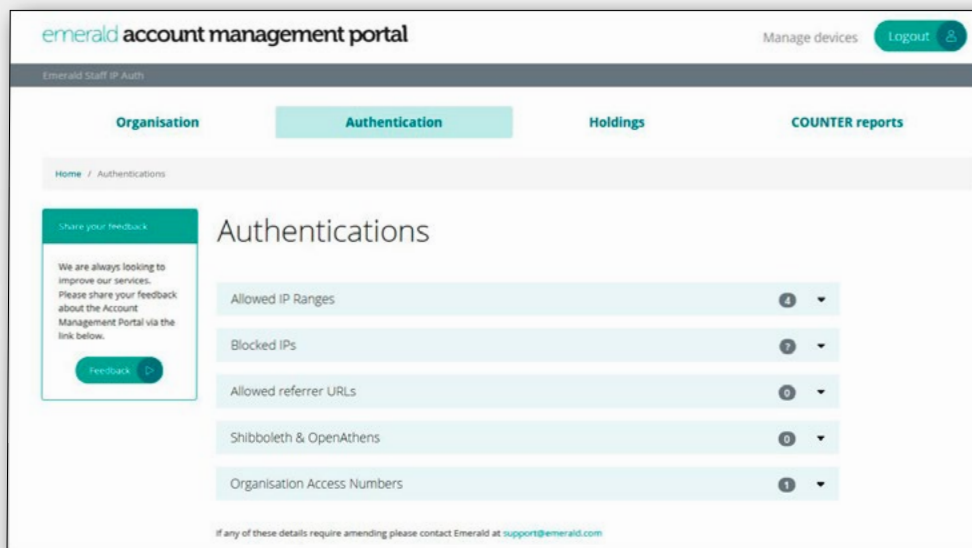 emerald account management portal
Manage devices
Logout
Emerald Staff IP Auth
Organisation
Authentication
Holdings
COUNTER reports
Home / Authentications
Share your feedback
We are always looking to
improve our services.
Please share your feedback
about the Account
Management Portal via the
link below.
Feedback
Authentications
Allowed IP Ranges 4
Blocked IPs 7
Allowed referrer URLs 0
Shibboleth & OpenAthens 0
Organisation Access Numbers 1
If any of these details require amending please contact Emerald at support@emerald.com